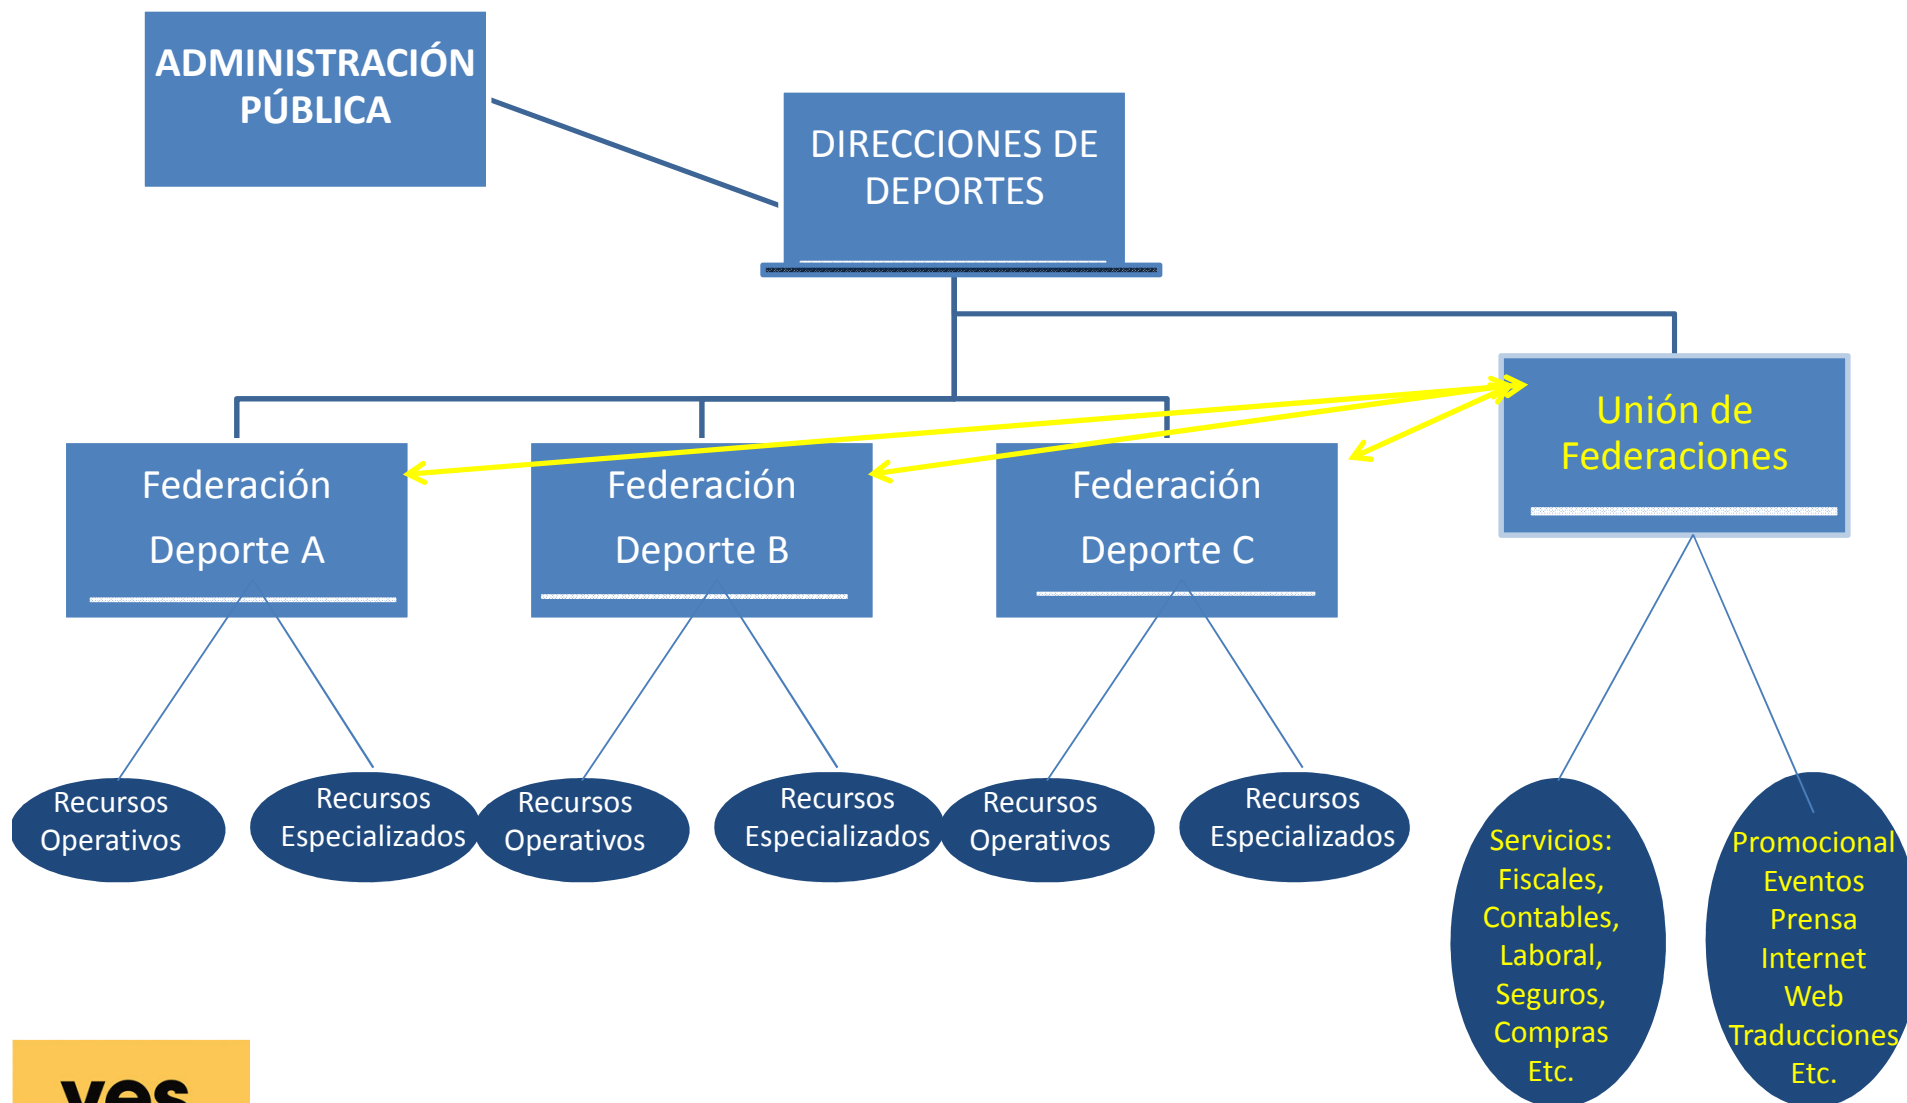 ADMINISTRACIÓN
PÚBLICA
DIRECCIONES DE
DEPORTES
Unión de
Federaciones
Federación
Deporte A
Federación
Deporte B
Federación
Deporte C
Recursos
Operativos
Recursos
Especializados
Recursos
Operativos
Recursos
Especializados
Recursos
Operativos
Recursos
Especializados
Servicios:
Fiscales,
Contables,
Laboral,
Seguros,
Compras
Etc.
Promocional
Eventos
Prensa
Internet
Web
Traducciones
Etc.
yes